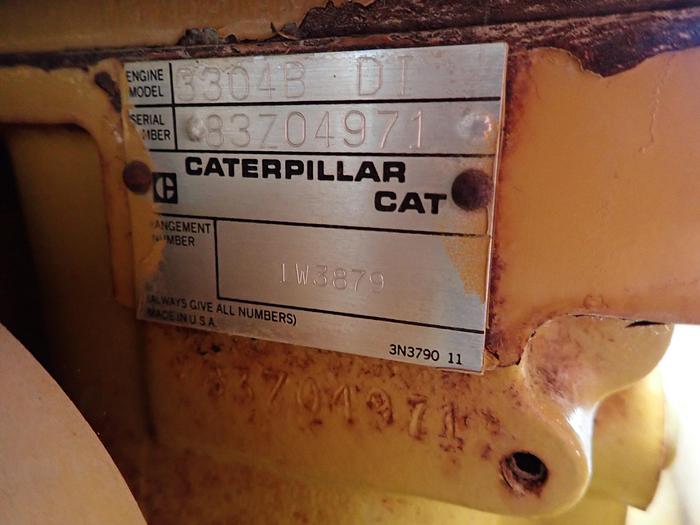 ENGINE MODEL 3304B DI
SERIAL NUMBER 83Z04971
CATERPILLAR
CAT
ANGEMENT
NUMBER
1W3879
(ALWAYS GIVE ALL NUMBERS)
MADE IN U.S.A.
3N3790 11
83Z04971